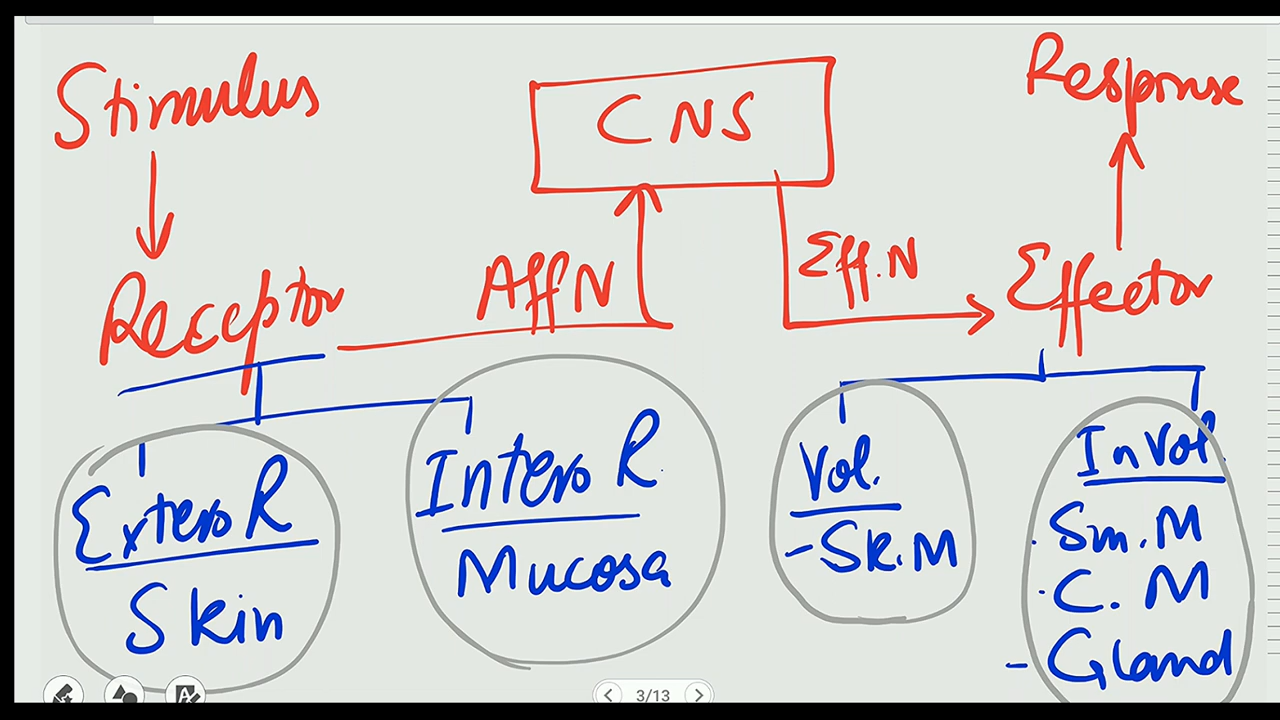 Stimulus
CNS
Response
Receptor
Aff N
Eff. N
Effector
Extero R
Skin
Intero R
Mucosa
Vol.
- Sk. M
InVol.
. Sm. M
. C. M
- Gland
3/13